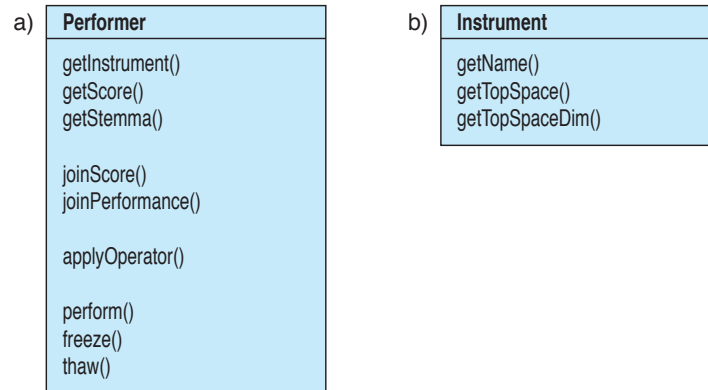 a) Performer
getInstrument()
getScore()
getStemma()
joinScore()
joinPerformance()
applyOperator()
perform()
freeze()
thaw()
b) Instrument
getName()
getTopSpace()
getTopSpaceDim()